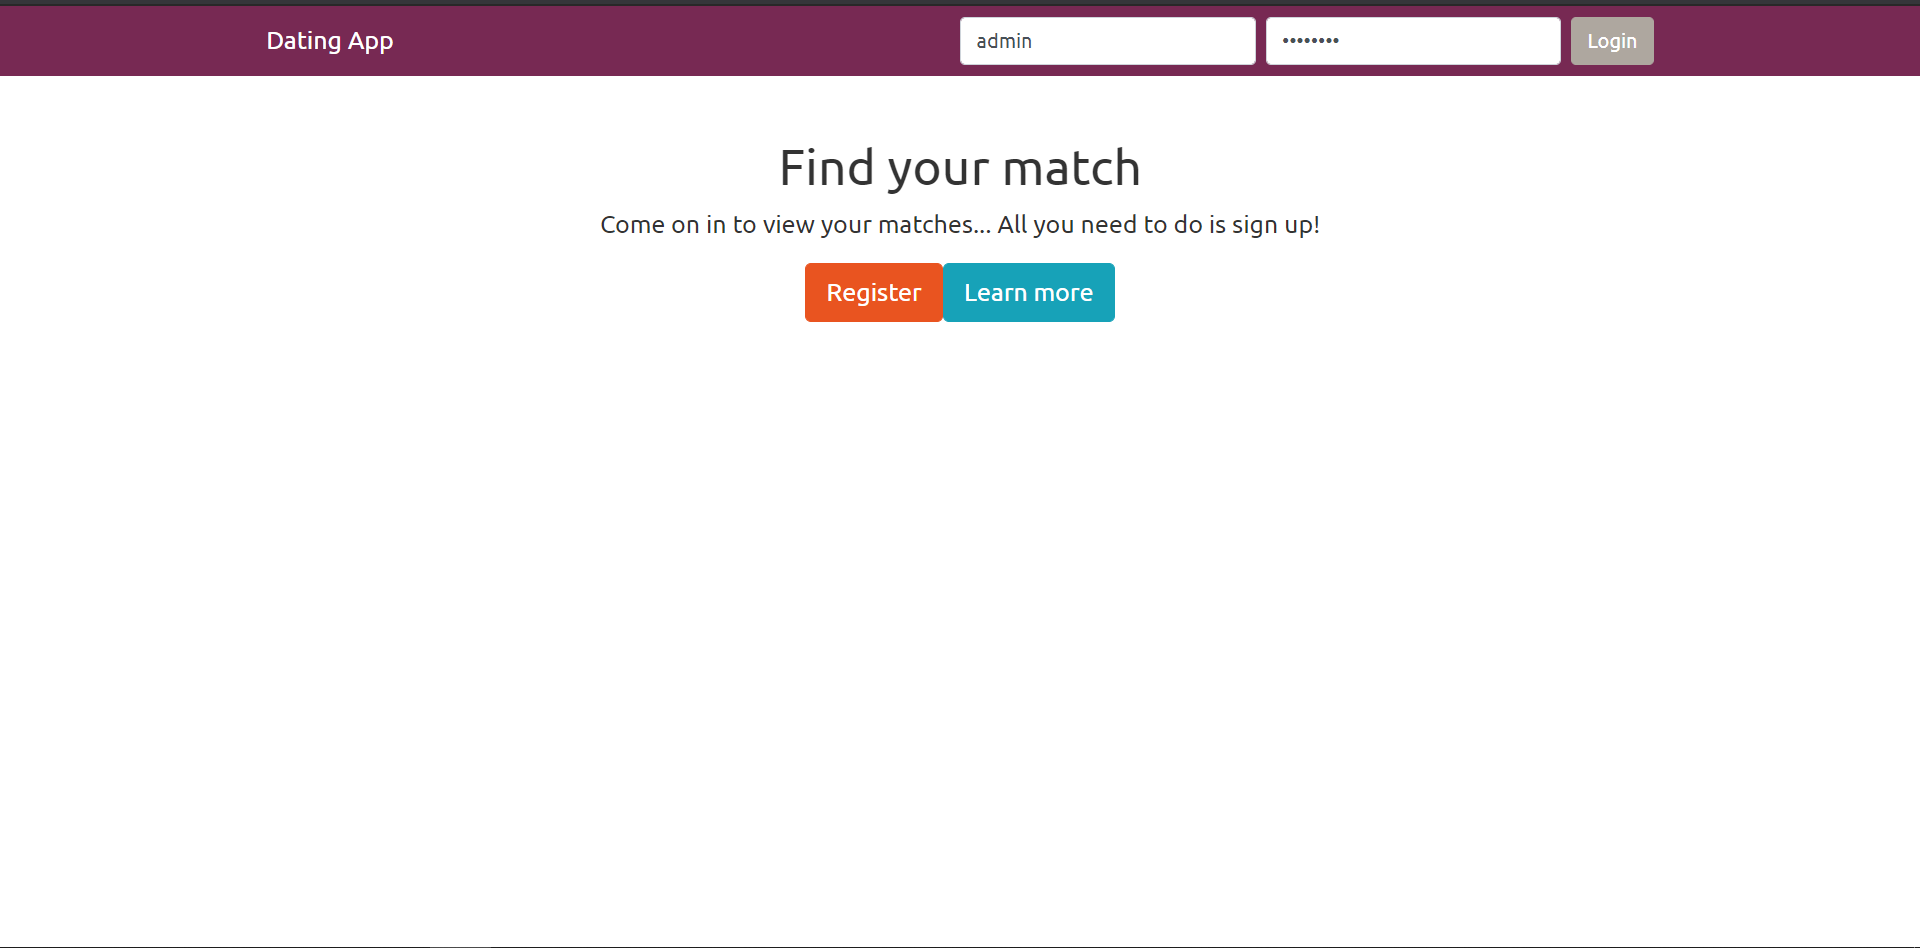 Dating App
admin
••••••••
Login
Find your match
Come on in to view your matches... All you need to do is sign up!
Register
Learn more